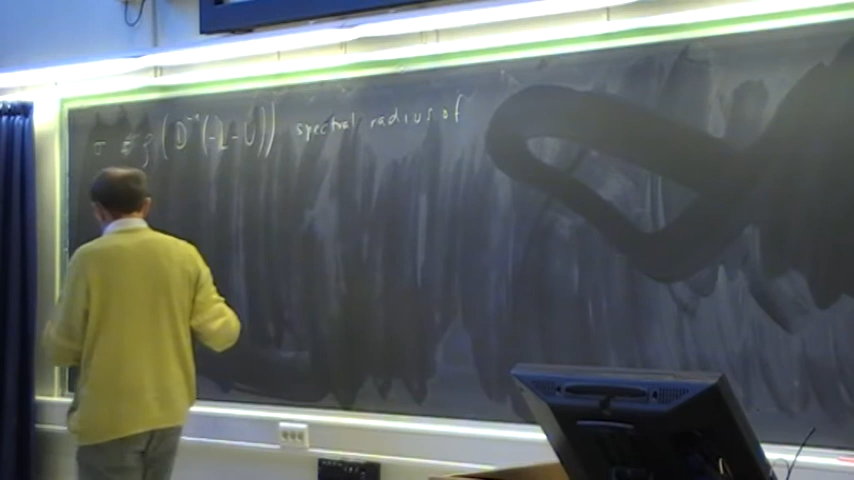 σ = ρ(D⁻¹(-L-U)) spectral radius of